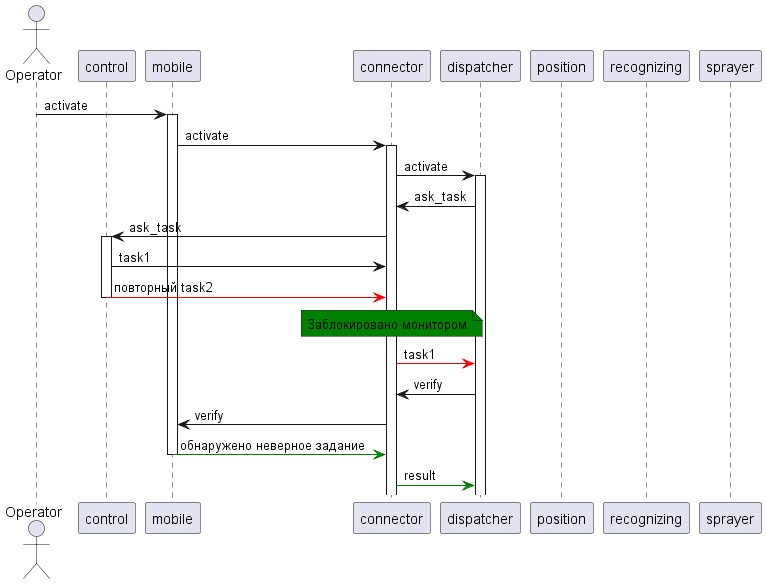 Operator
control
mobile
connector
dispatcher
position
recognizing
sprayer
activate
activate
activate
ask_task
ask_task
task1
повторный task2
Заблокировано монитором
task1
verify
verify
обнаружено неверное задание
result
Operator
control
mobile
connector
dispatcher
position
recognizing
sprayer